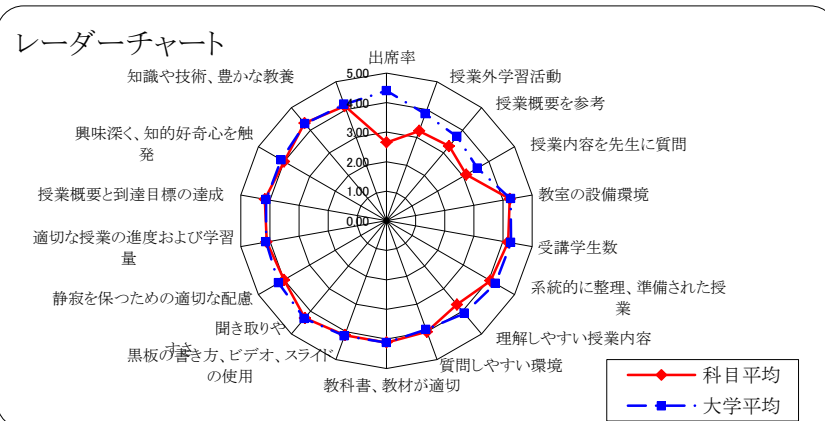 レーダーチャート
出席率
授業外学習活動
授業概要を参考
授業内容を先生に質問
教室の設備環境
受講学生数
系統的に整理、準備された授
業
理解しやすい授業内容
質問しやすい環境
教科書、教材が適切
黒板の書き方、ビデオ、スライド
の使用
聞き取りや
すさ
静寂を保つための適切な配慮
適切な授業の進度および学習
量
授業概要と到達目標の達成
興味深く、知的好奇心を触
発
知識や技術、豊かな教養
5.00
4.00
3.00
2.00
1.00
0.00
科目平均
大学平均